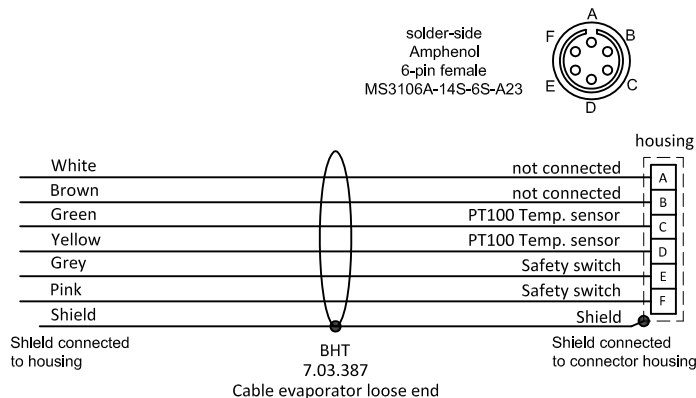 solder-side
Amphenol
6-pin female
MS3106A-14S-6S-A23
A
F
B
E
C
D
housing
White
not connected
A
Brown
not connected
B
Green
PT100 Temp. sensor
C
Yellow
PT100 Temp. sensor
D
Grey
Safety switch
E
Pink
Safety switch
F
Shield
Shield
Shield connected
to housing
Shield connected
to connector housing
BHT
7.03.387
Cable evaporator loose end